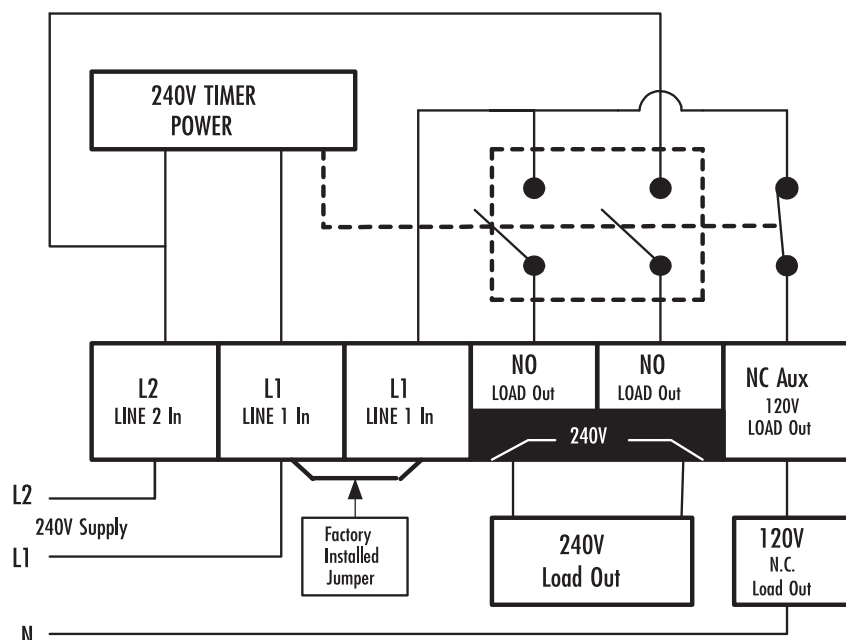 240V TIMER
POWER
L2
LINE 2 In
L1
LINE 1 In
L1
LINE 1 In
NO
LOAD Out
NO
LOAD Out
NC Aux
120V
LOAD Out
240V
L2
240V Supply
L1
N
Factory
Installed
Jumper
240V
Load Out
120V
N.C.
Load Out